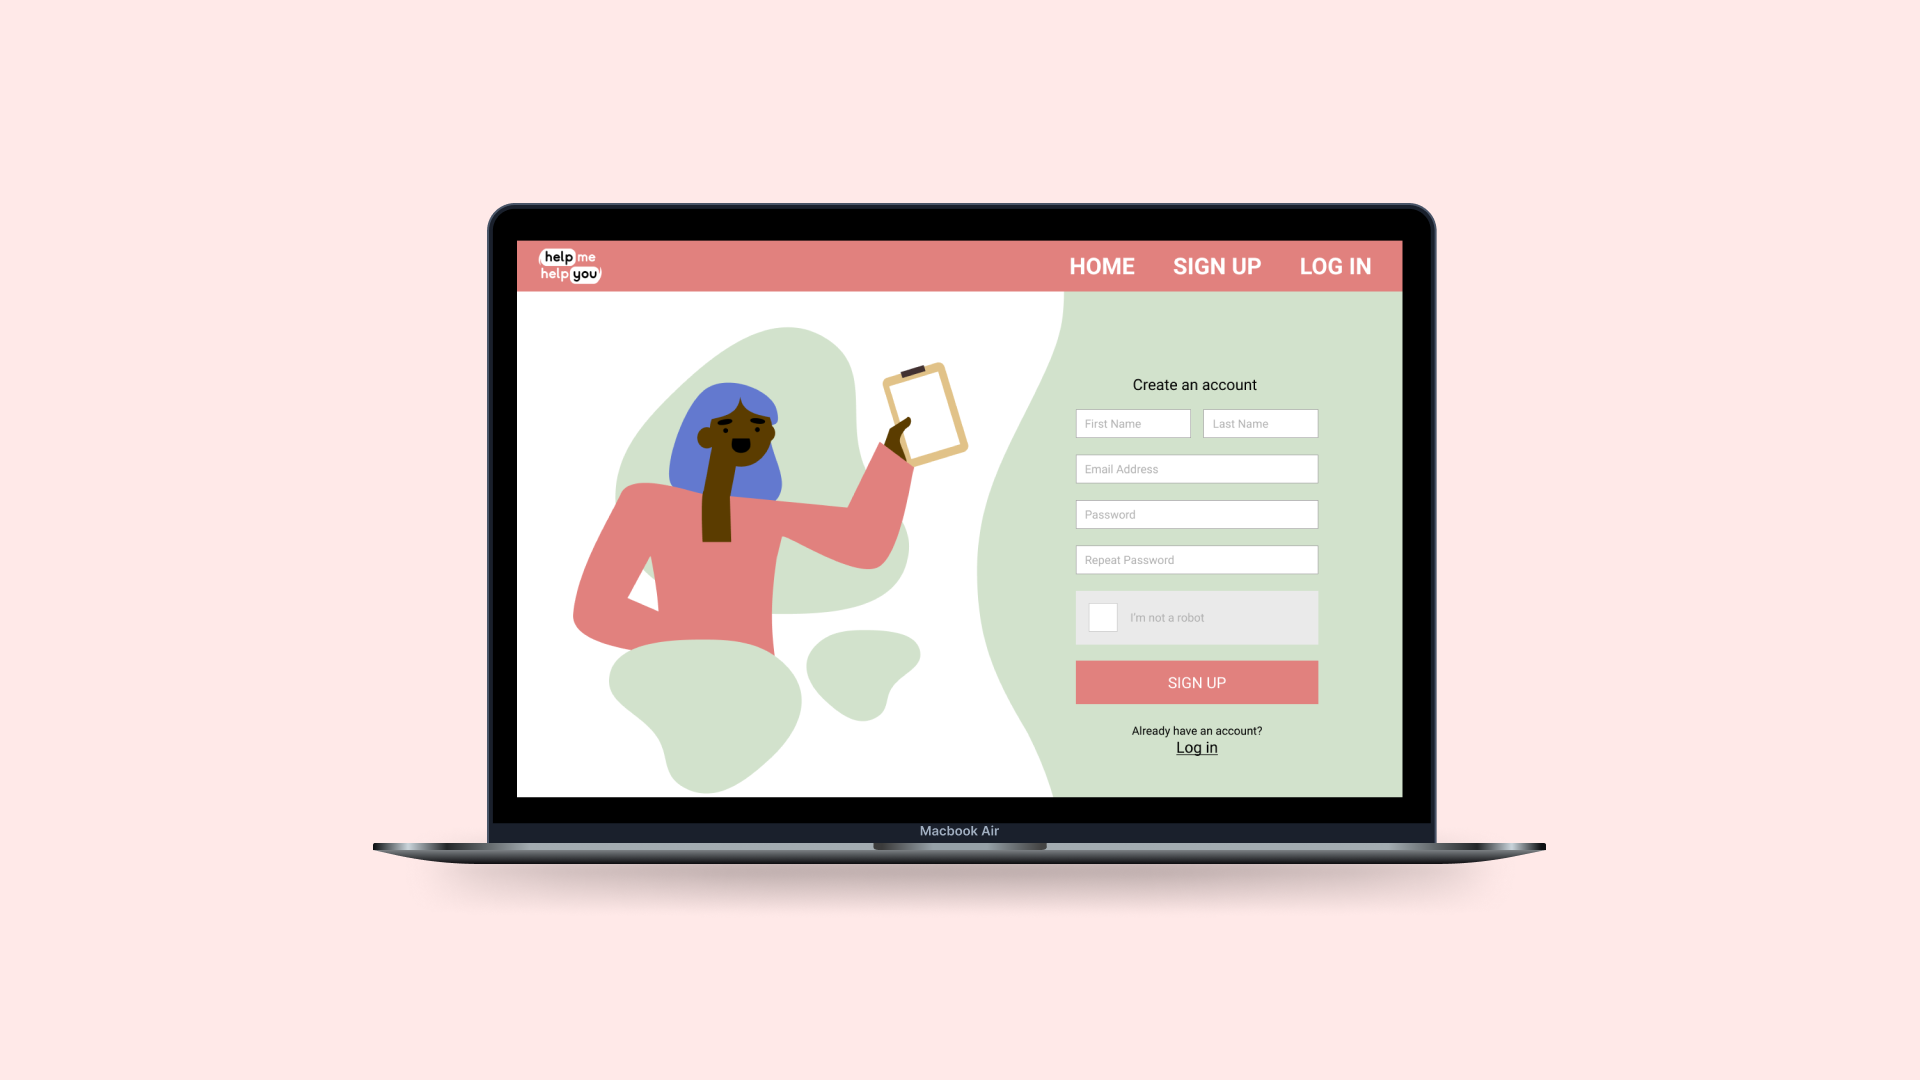 help me
help you
HOME SIGN UP LOG IN
Create an account
First Name Last Name
Email Address
Password
Repeat Password
I'm not a robot
SIGN UP
Already have an account?
Log in
Macbook Air